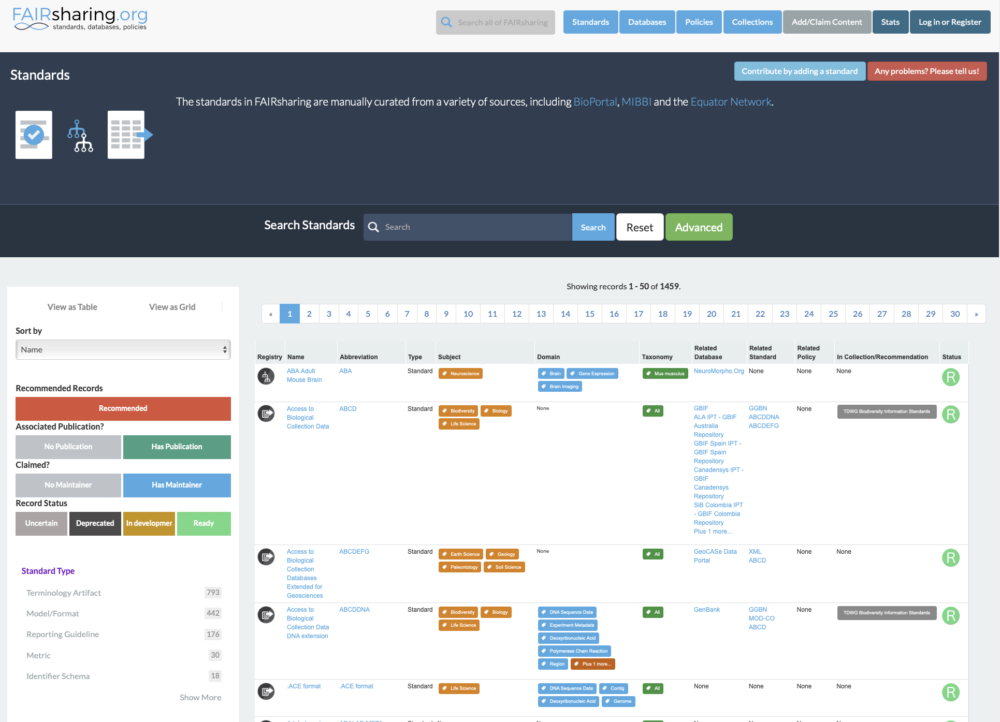 FAIRsharing.org
standards, databases, policies
Search all of FAIRsharing
Standards
Databases
Policies
Collections
Add/Claim Content
Stats
Log in or Register
Standards
Contribute by adding a standard
Any problems? Please tell us!
The standards in FAIRsharing are manually curated from a variety of sources, including BioPortal, MIBBI and the Equator Network.
Search Standards
Search
Search
Reset
Advanced
View as Table
View as Grid
Sort by
Name
Recommended Records
Recommended
Associated Publication?
No Publication
Has Publication
Claimed?
No Maintainer
Has Maintainer
Record Status
Uncertain
Deprecated
In developmer
Ready
Standard Type
Terminology Artifact 793
Model/Format 442
Reporting Guideline 176
Metric 30
Identifier Schema 18
Show More
Showing records 1 - 50 of 1459.
« 1 2 3 4 5 6 7 8 9 10 11 12 13 14 15 16 17 18 19 20 21 22 23 24 25 26 27 28 29 30 »
Registry
Name
Abbreviation
Type
Subject
Domain
Taxonomy
Related
Database
Related
Standard
Related
Policy
In Collection/Recommendation
Status
ABA Adult
Mouse Brain
ABA
Standard
Neuroscience
Brain
Gene Expression
Brain Imaging
Mus musculus
NeuroMorpho.Org
None
None
None
R
Access to
Biological
Collection Data
ABCD
Standard
Biodiversity
Biology
Life Science
None
All
GBIF
ALA IPT - GBIF
Australia
Repository
GBIF Spain IPT -
GBIF Spain
Repository
Canadensys IPT -
GBIF
Canadensys
Repository
SiB Colombia IPT
- GBIF Colombia
Repository
Plus 1 more...
GGBN
ABCDDNA
ABCDEFG
None
TDWG Biodiversity Information Standards
R
Access to
Biological
Collection
Databases
Extended for
Geosciences
ABCDEFG
Standard
Earth Science
Geology
Paleontology
Soil Science
None
All
GeoCASe Data
Portal
XML
ABCD
None
None
R
Access to
Biological
Collection Data
DNA extension
ABCDDNA
Standard
Biodiversity
Biology
Life Science
DNA Sequence Data
Experiment Metadata
Deoxyribonucleic Acid
Polymerase Chain Reaction
Region
Plus 1 more...
All
GenBank
GGBN
MOD-CO
ABCD
None
TDWG Biodiversity Information Standards
R
.ACE format
.ACE format
Standard
Life Science
DNA Sequence Data
Contig
Deoxyribonucleic Acid
Genome
All
None
None
None
None
R